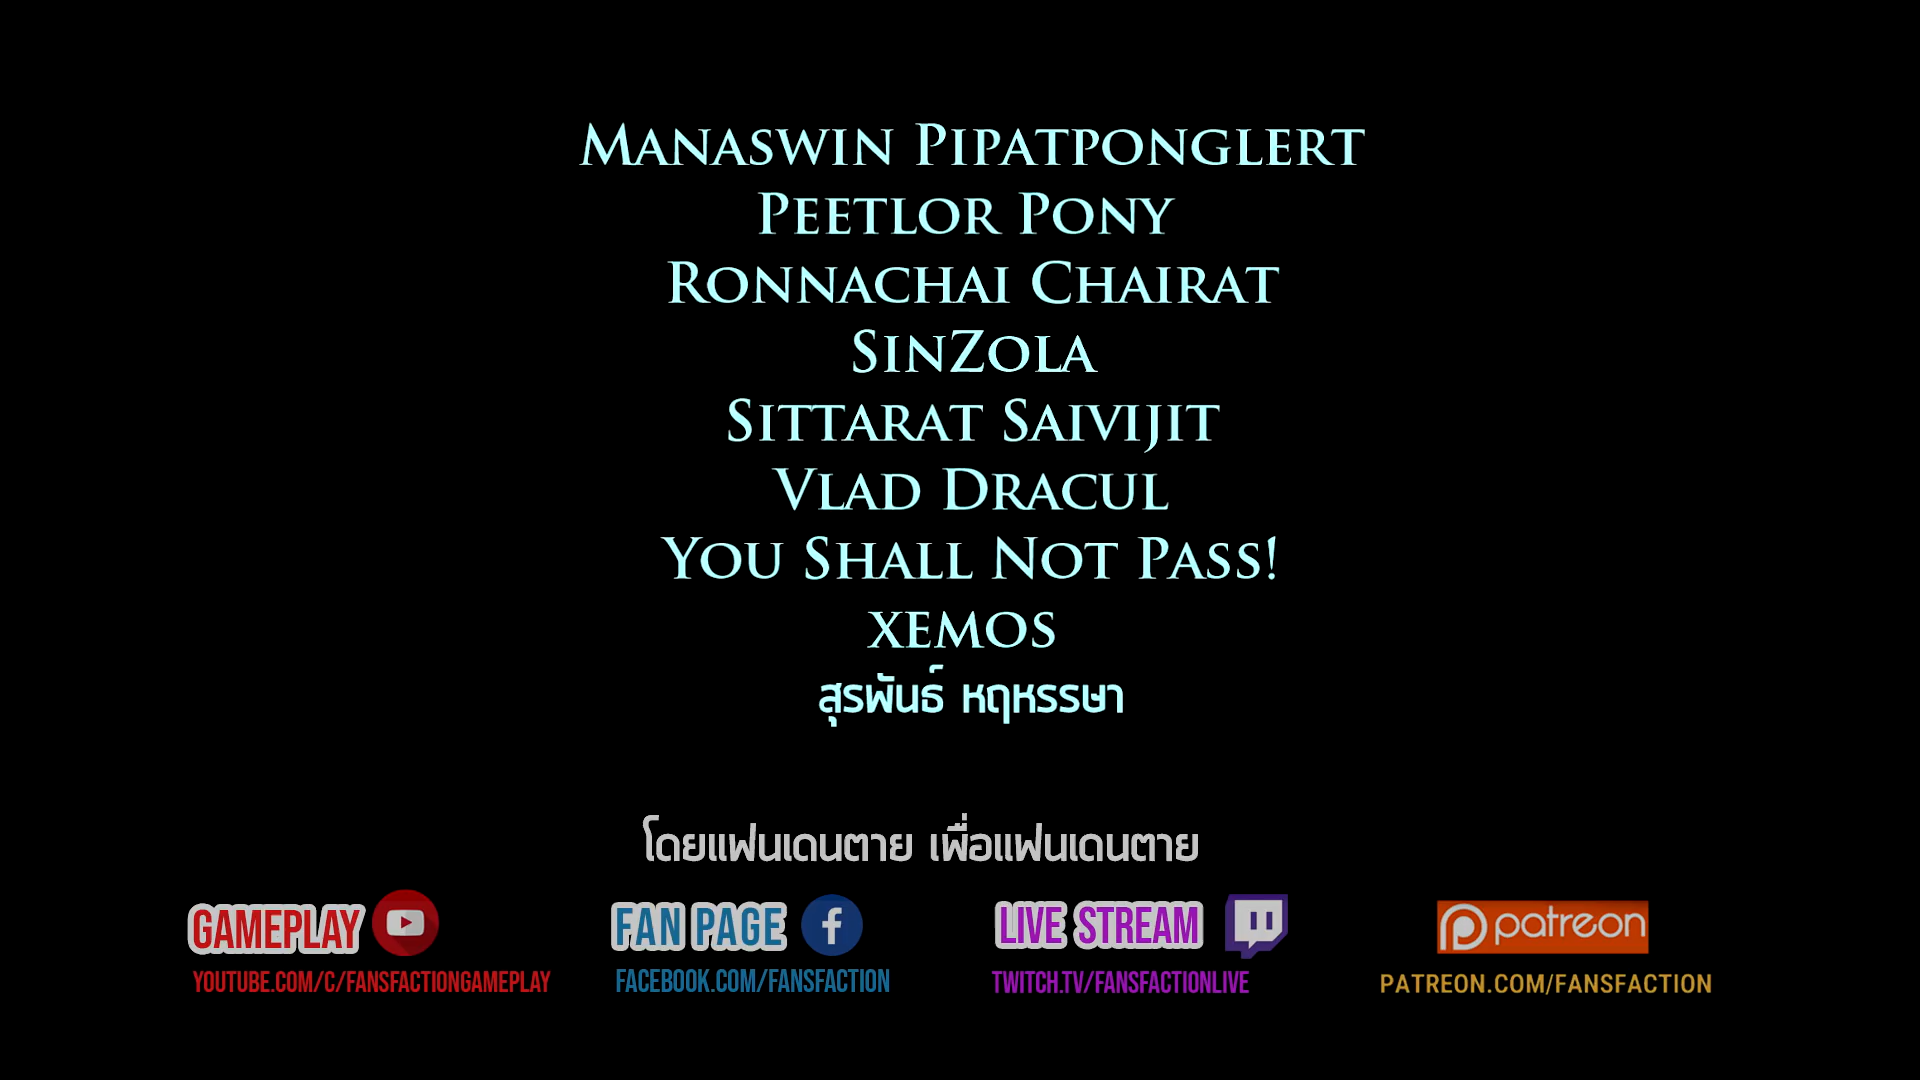 Manaswin Pipatponglert
Peetlor Pony
Ronnachai Chairat
SinZola
Sittarat Saivijit
Vlad Dracul
You Shall Not Pass!
xemos
สุรพันธ์ หฤหรรษา
โดยแฟนเดนตาย เพื่อแฟนเดนตาย
GAMEPLAY
FAN PAGE
LIVE STREAM
patreon
YOUTUBE.COM/C/FANSFACTIONGAMEPLAY
FACEBOOK.COM/FANSFACTION
TWITCH.TV/FANSFACTIONLIVE
PATREON.COM/FANSFACTION